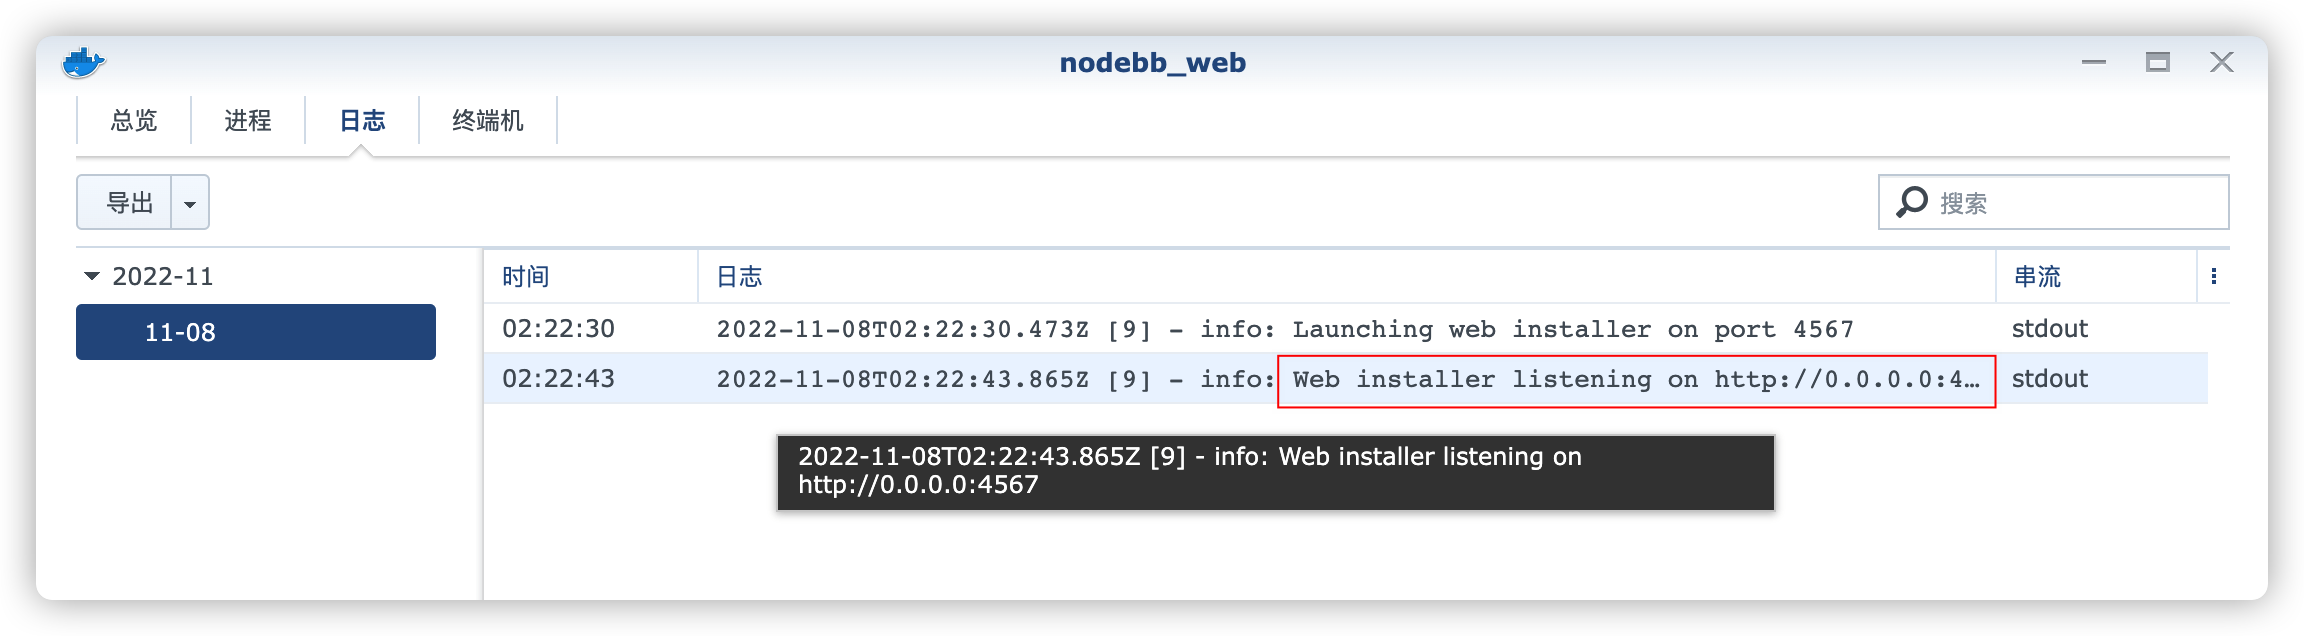 nodebb_web
总览 进程 日志 终端机
导出 搜索
2022-11
11-08
时间 日志 串流
02:22:30 2022-11-08T02:22:30.473Z [9] - info: Launching web installer on port 4567 stdout
02:22:43 2022-11-08T02:22:43.865Z [9] - info: Web installer listening on http://0.0.0.0:4… stdout
2022-11-08T02:22:43.865Z [9] - info: Web installer listening on
http://0.0.0.0:4567